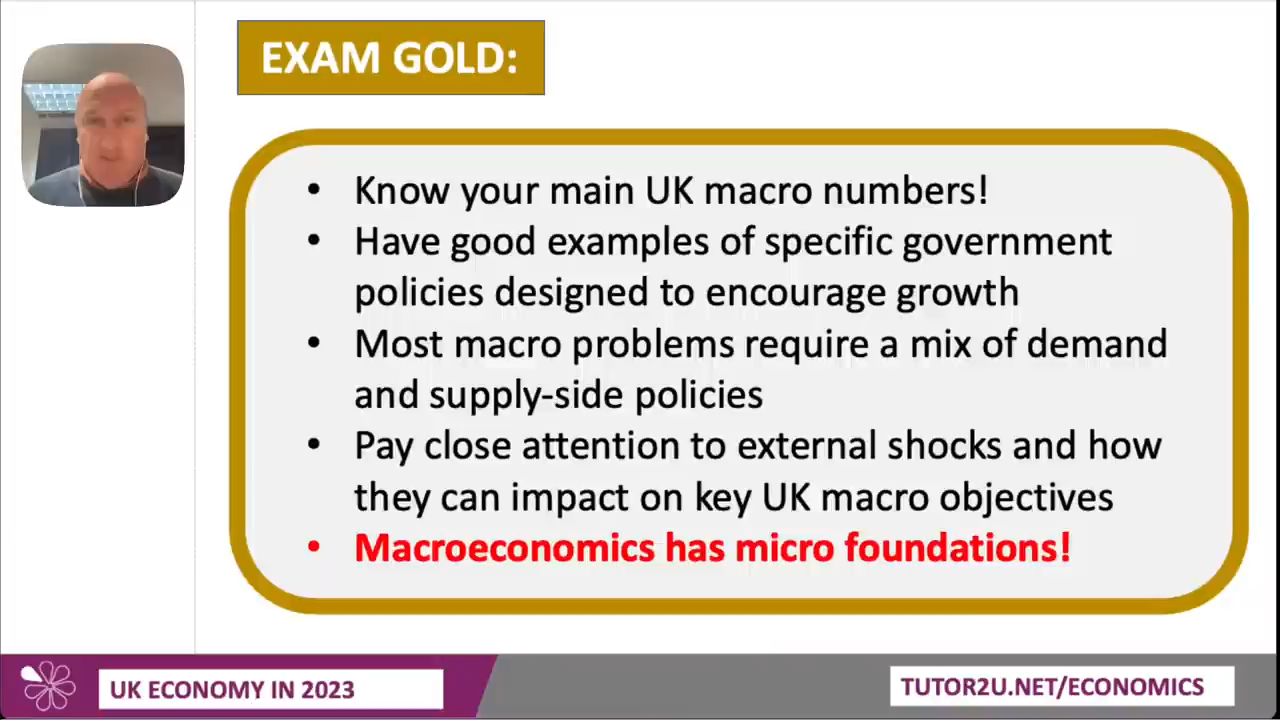 EXAM GOLD:
• Know your main UK macro numbers!
• Have good examples of specific government
policies designed to encourage growth
• Most macro problems require a mix of demand
and supply-side policies
• Pay close attention to external shocks and how
they can impact on key UK macro objectives
• Macroeconomics has micro foundations!
UK ECONOMY IN 2023
TUTOR2U.NET/ECONOMICS